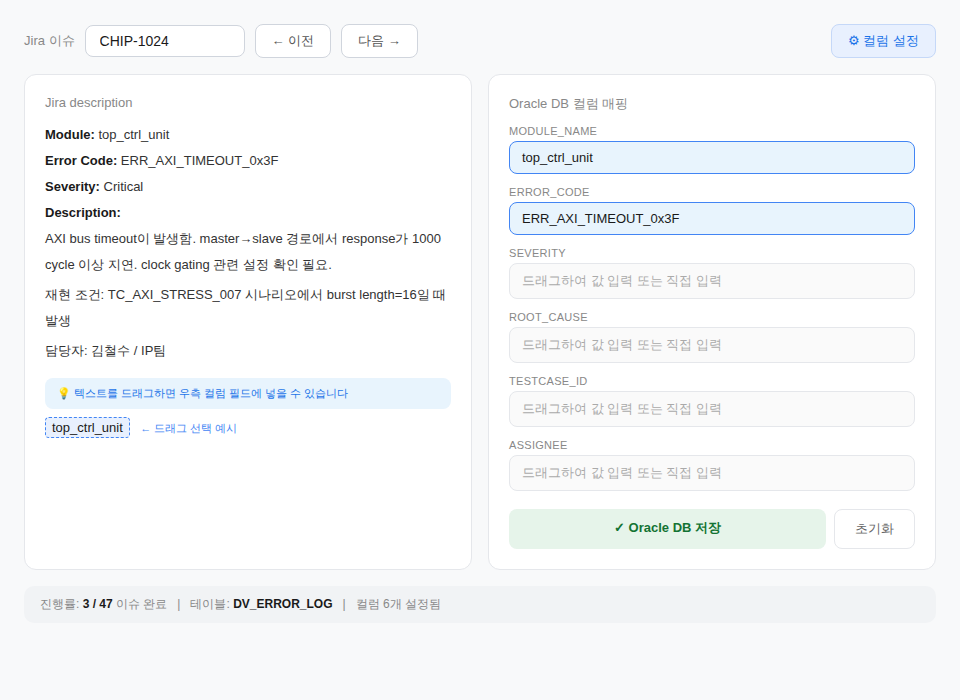 Jira 이슈 CHIP-1024 ← 이전 다음 → ⚙ 컬럼 설정
Jira description
Module: top_ctrl_unit
Error Code: ERR_AXI_TIMEOUT_0x3F
Severity: Critical
Description:
AXI bus timeout이 발생함. master→slave 경로에서 response가 1000
cycle 이상 지연. clock gating 관련 설정 확인 필요.
재현 조건: TC_AXI_STRESS_007 시나리오에서 burst length=16일 때
발생
담당자: 김철수 / IP팀
💡 텍스트를 드래그하면 우측 컬럼 필드에 넣을 수 있습니다
top_ctrl_unit ← 드래그 선택 예시
Oracle DB 컬럼 매핑
MODULE_NAME
top_ctrl_unit
ERROR_CODE
ERR_AXI_TIMEOUT_0x3F
SEVERITY
드래그하여 값 입력 또는 직접 입력
ROOT_CAUSE
드래그하여 값 입력 또는 직접 입력
TESTCASE_ID
드래그하여 값 입력 또는 직접 입력
ASSIGNEE
드래그하여 값 입력 또는 직접 입력
✓ Oracle DB 저장 초기화
진행률: 3 / 47 이슈 완료 | 테이블: DV_ERROR_LOG | 컬럼 6개 설정됨